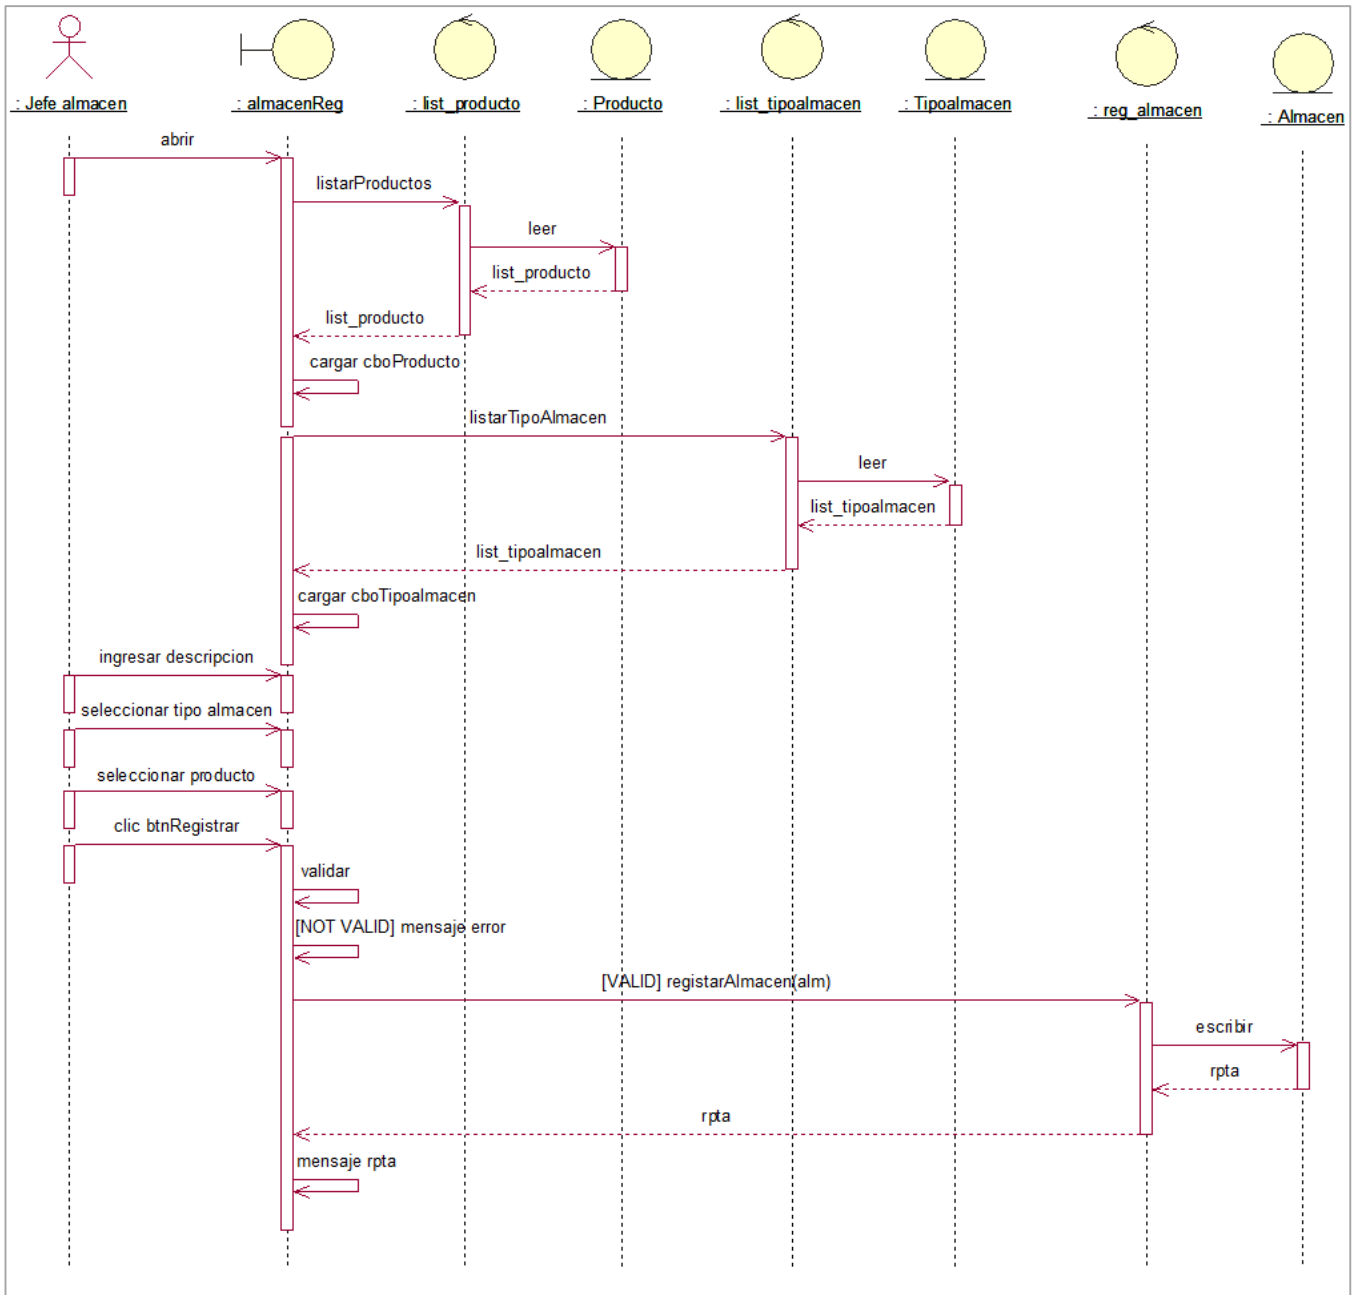 : Jefe almacen
: almacenReg
: list_producto
: Producto
: list_tipoalmacen
: Tipoalmacen
: reg_almacen
: Almacen
abrir
listarProductos
leer
list_producto
list_producto
cargar cboProducto
listarTipoAlmacen
leer
list_tipoalmacen
list_tipoalmacen
cargar cboTipoalmacen
ingresar descripcion
seleccionar tipo almacen
seleccionar producto
clic btnRegistrar
validar
[NOT VALID] mensaje error
[VALID] registarAlmacen(alm)
escribir
rpta
rpta
mensaje rpta